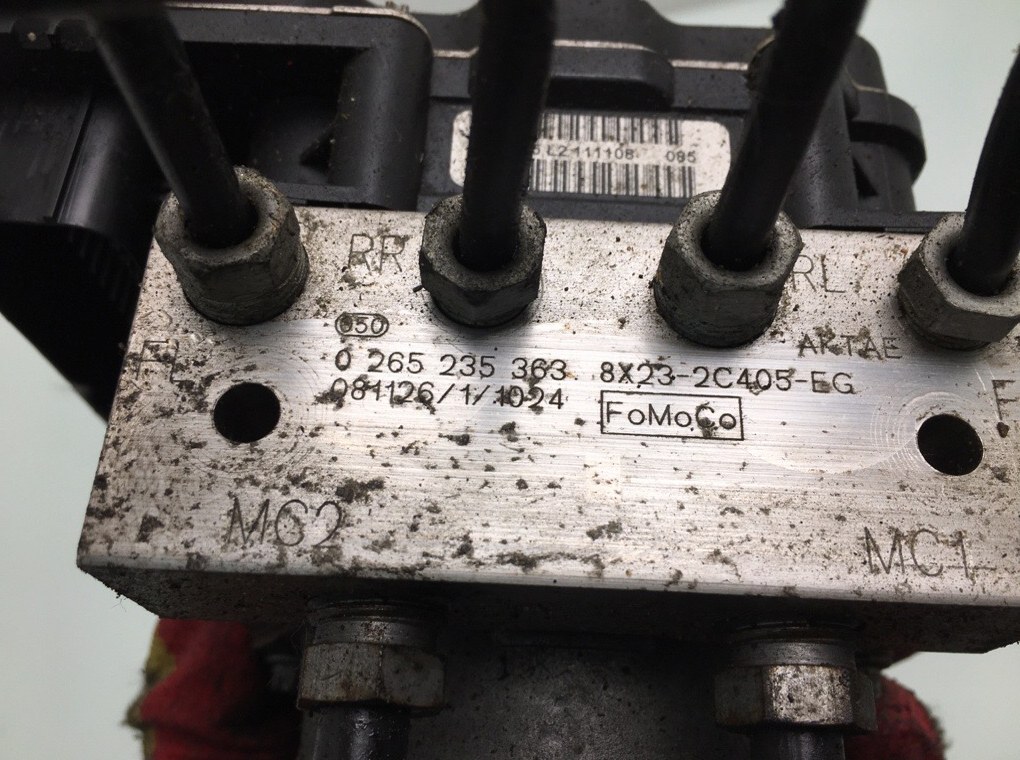 L2111108 095
RR
RL
FL
050
ARTAE
0 265 235 363 8X23-2C405-EG
081126/1/1024
FoMoCo
F
MC2
MC1